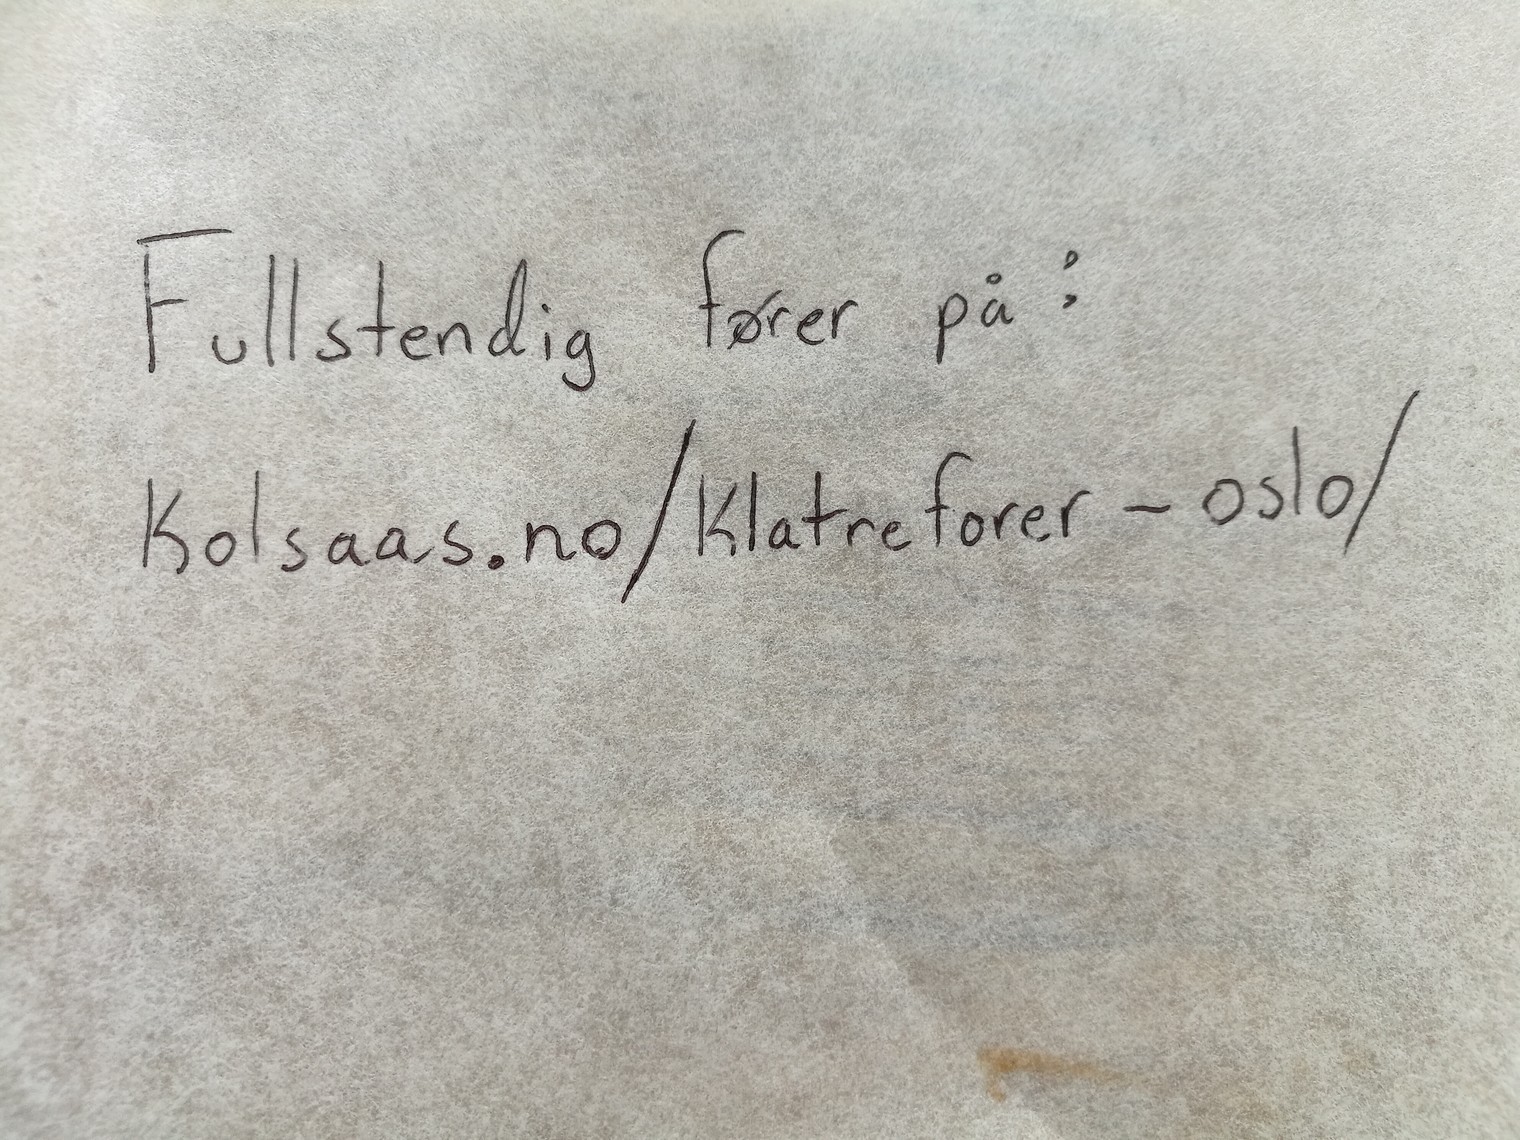 Fullstendig fører på:
Kolsaas.no/Klatreforer-oslo/